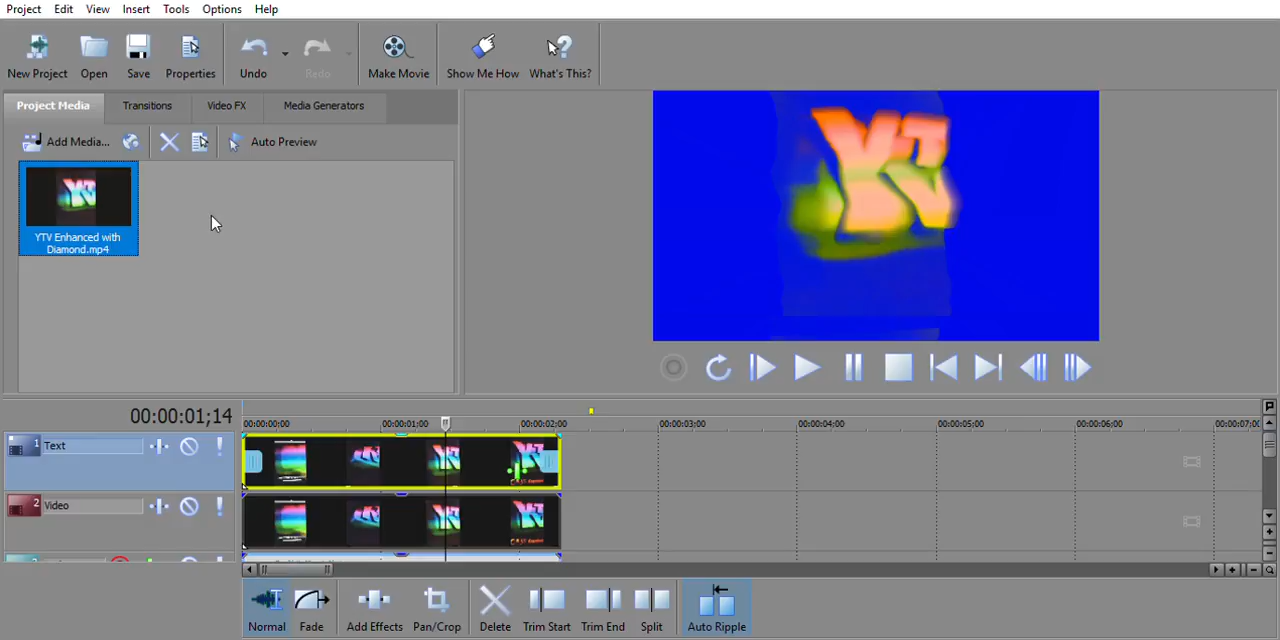 Project Edit View Insert Tools Options Help
New Project Open Save Properties Undo Redo Make Movie Show Me How What's This?
Project Media Transitions Video FX Media Generators
Add Media... Auto Preview
YTV Enhanced with
Diamond.mp4
YTV
00:00:01;14
00:00:00 00:00:01:00 00:00:02:00 00:00:03:00 00:00:04:00 00:00:05:00 00:00:06:00 00:00:07:0
1 Text
2 Video
Normal Fade Add Effects Pan/Crop Delete Trim Start Trim End Split Auto Ripple